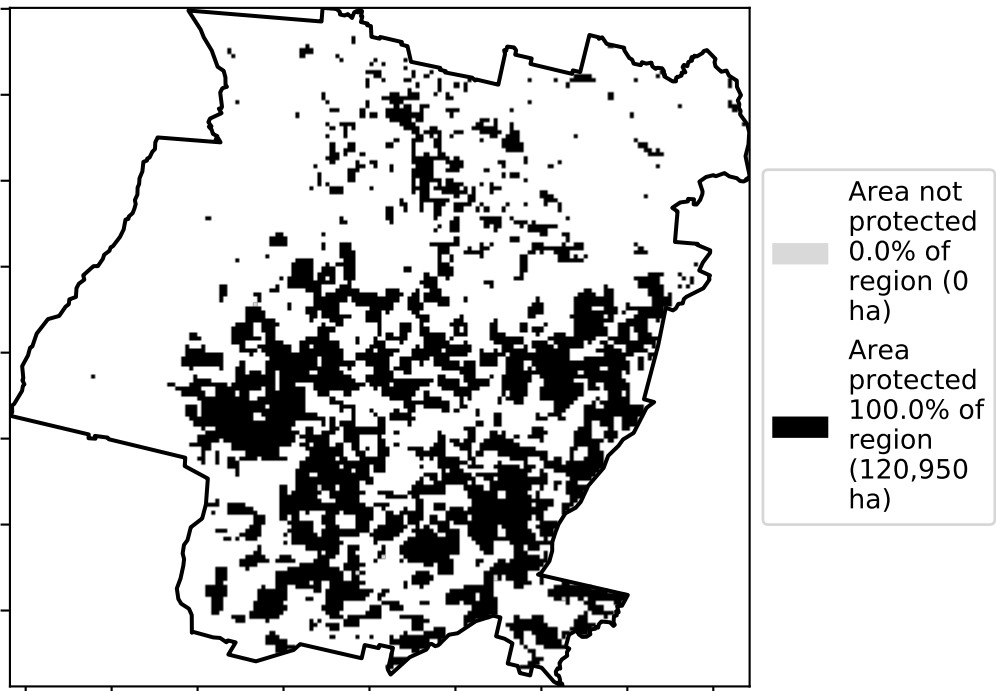 Area not
protected
0.0% of
region (0
ha)
Area
protected
100.0% of
region
(120,950
ha)